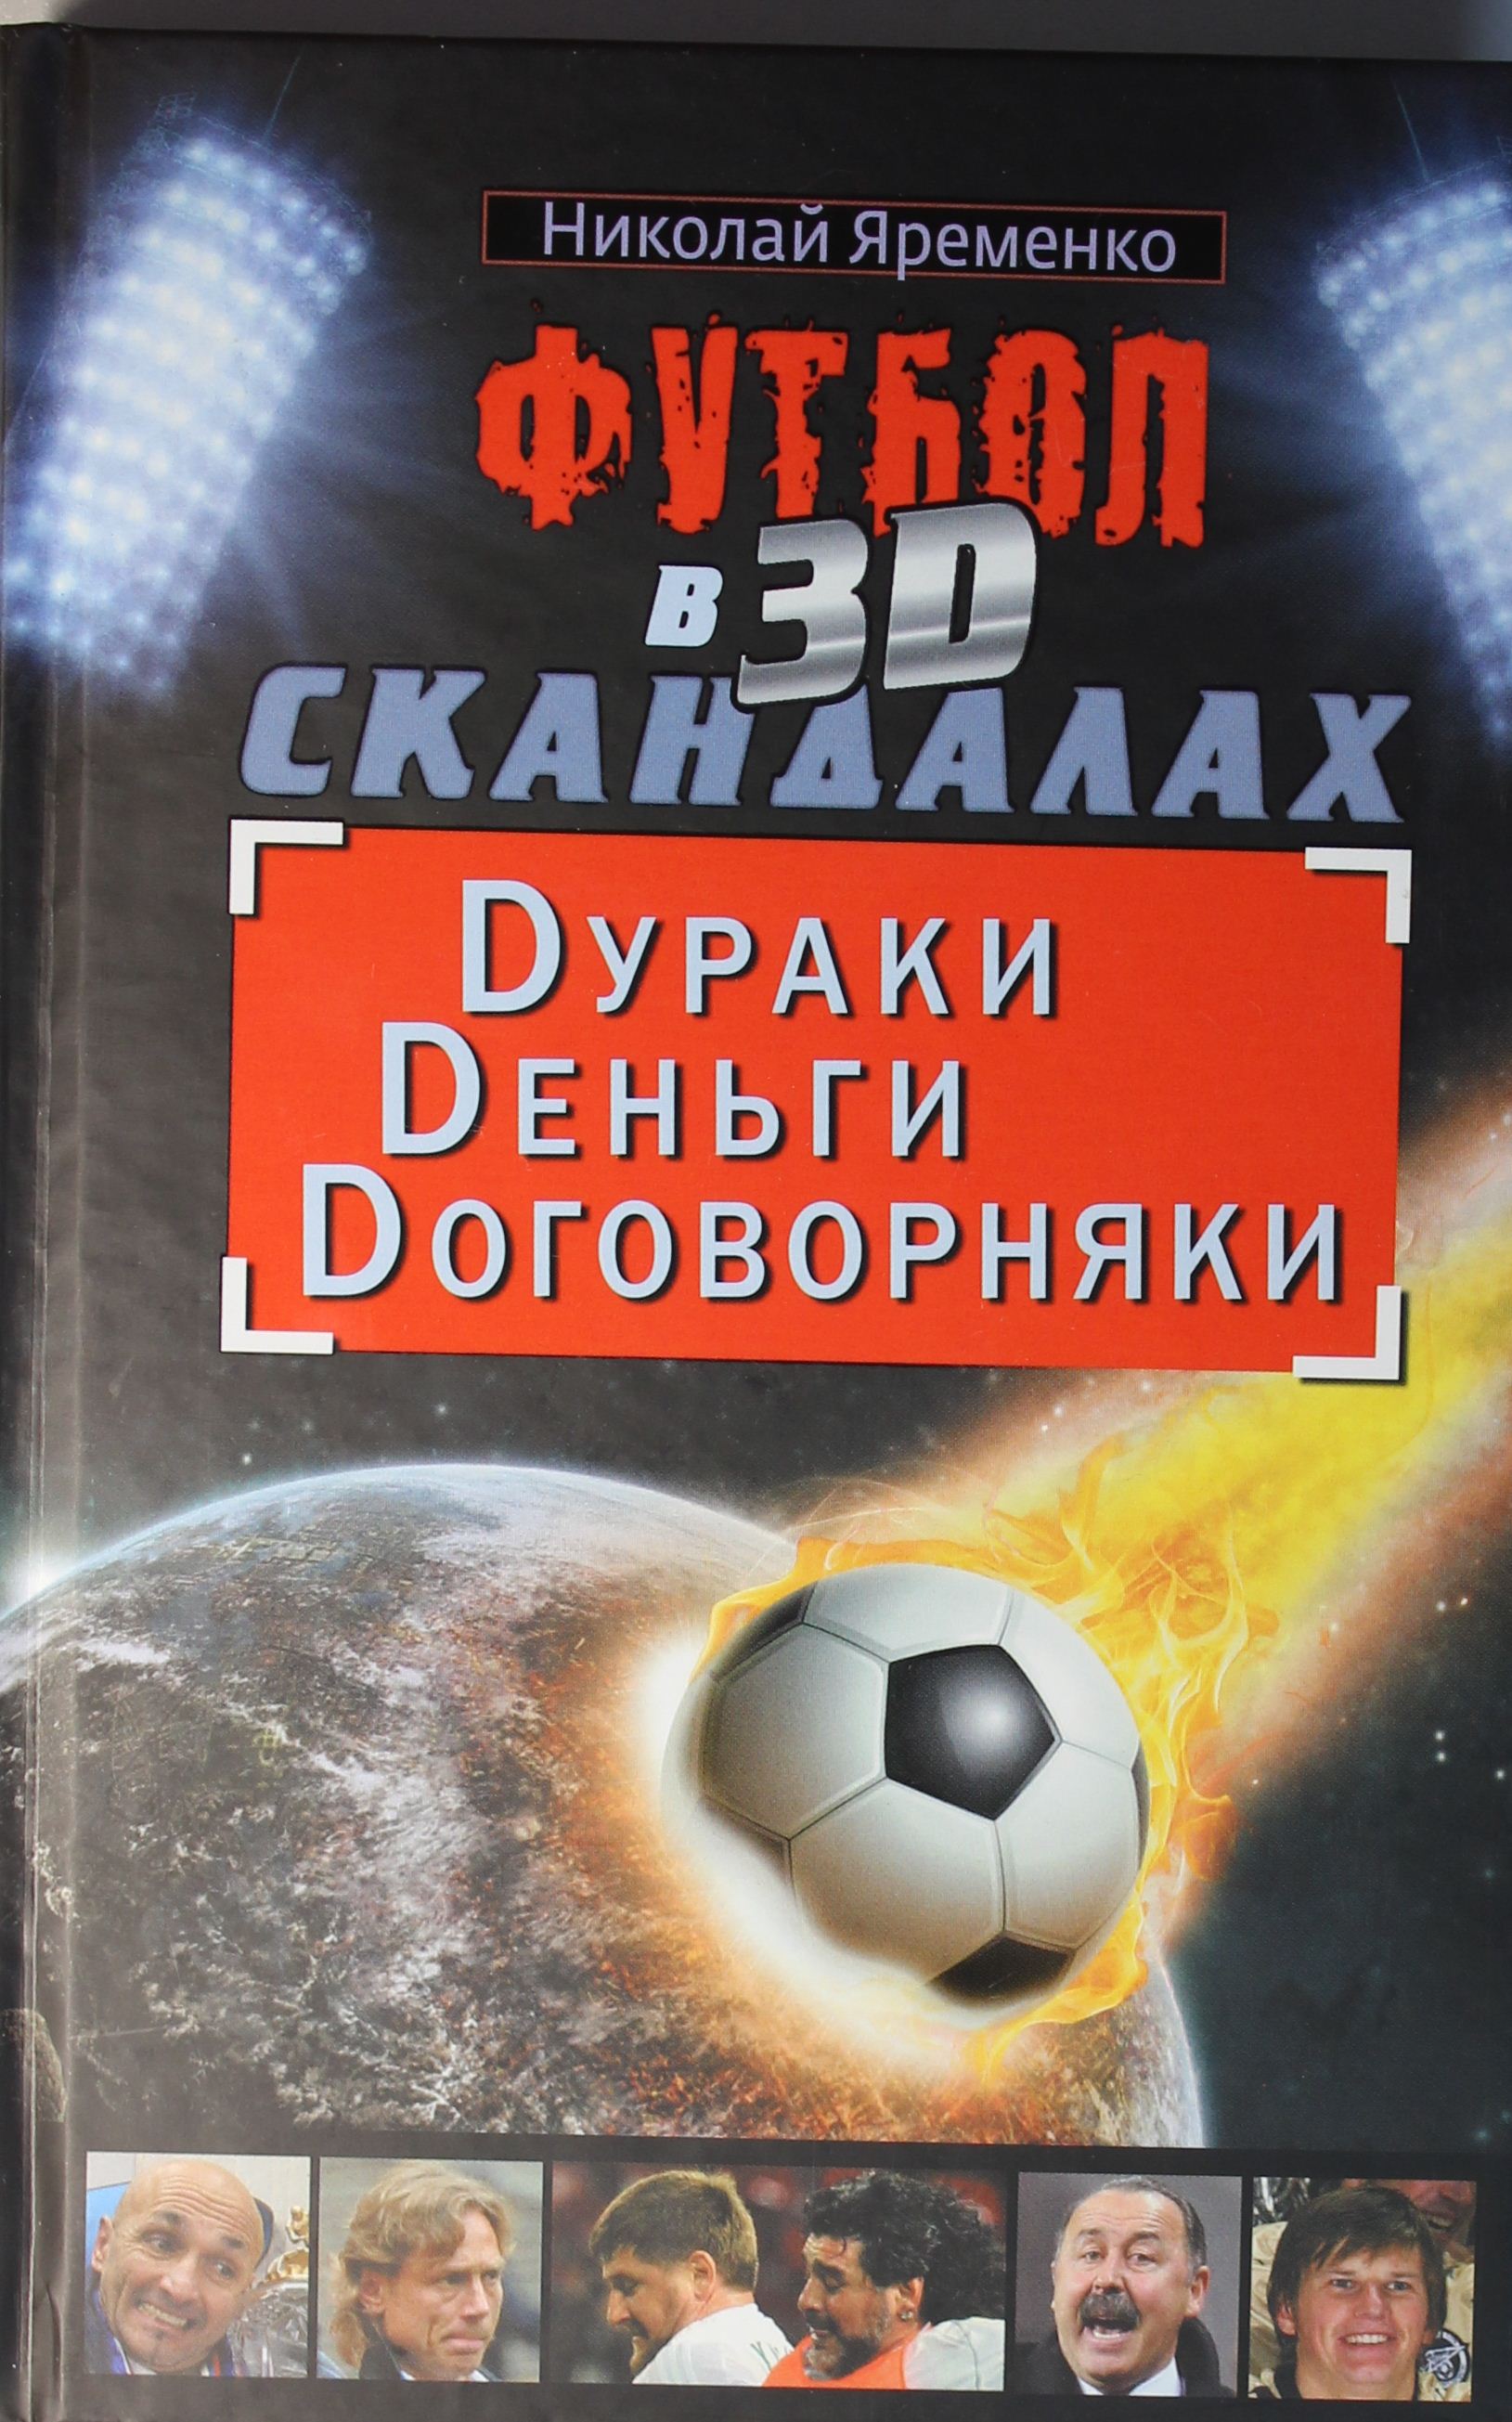 Николай Яременко
ФУТБОЛ
в 3D
СКАНДАЛАХ
DУРАКИ
DЕНЬГИ
DОГОВОРНЯКИ